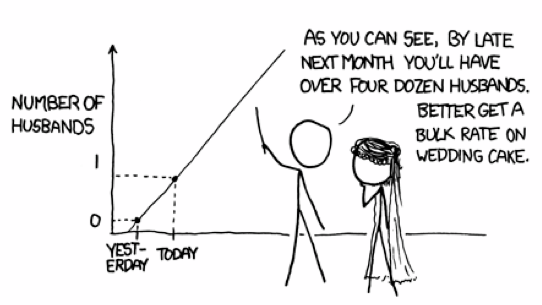 AS YOU CAN SEE, BY LATE
NEXT MONTH YOU'LL HAVE
OVER FOUR DOZEN HUSBANDS.
BETTER GET A
BULK RATE ON
WEDDING CAKE.
NUMBER OF
HUSBANDS
1
0
YEST-
ERDAY
TODAY